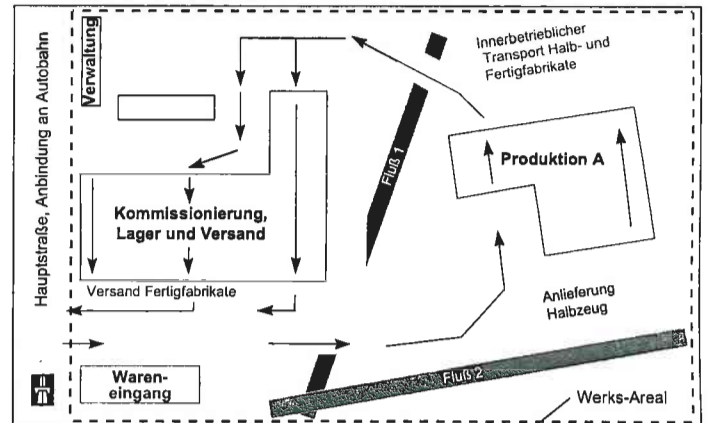 Hauptstraße, Anbindung an Autobahn
Verwaltung
Innerbetrieblicher
Transport Halb- und
Fertigfabrikate
Fluß 1
Produktion A
Kommissionierung,
Lager und Versand
Versand Fertigfabrikate
Anlieferung
Halbzeug
Waren-
eingang
Fluß 2
Werks-Areal